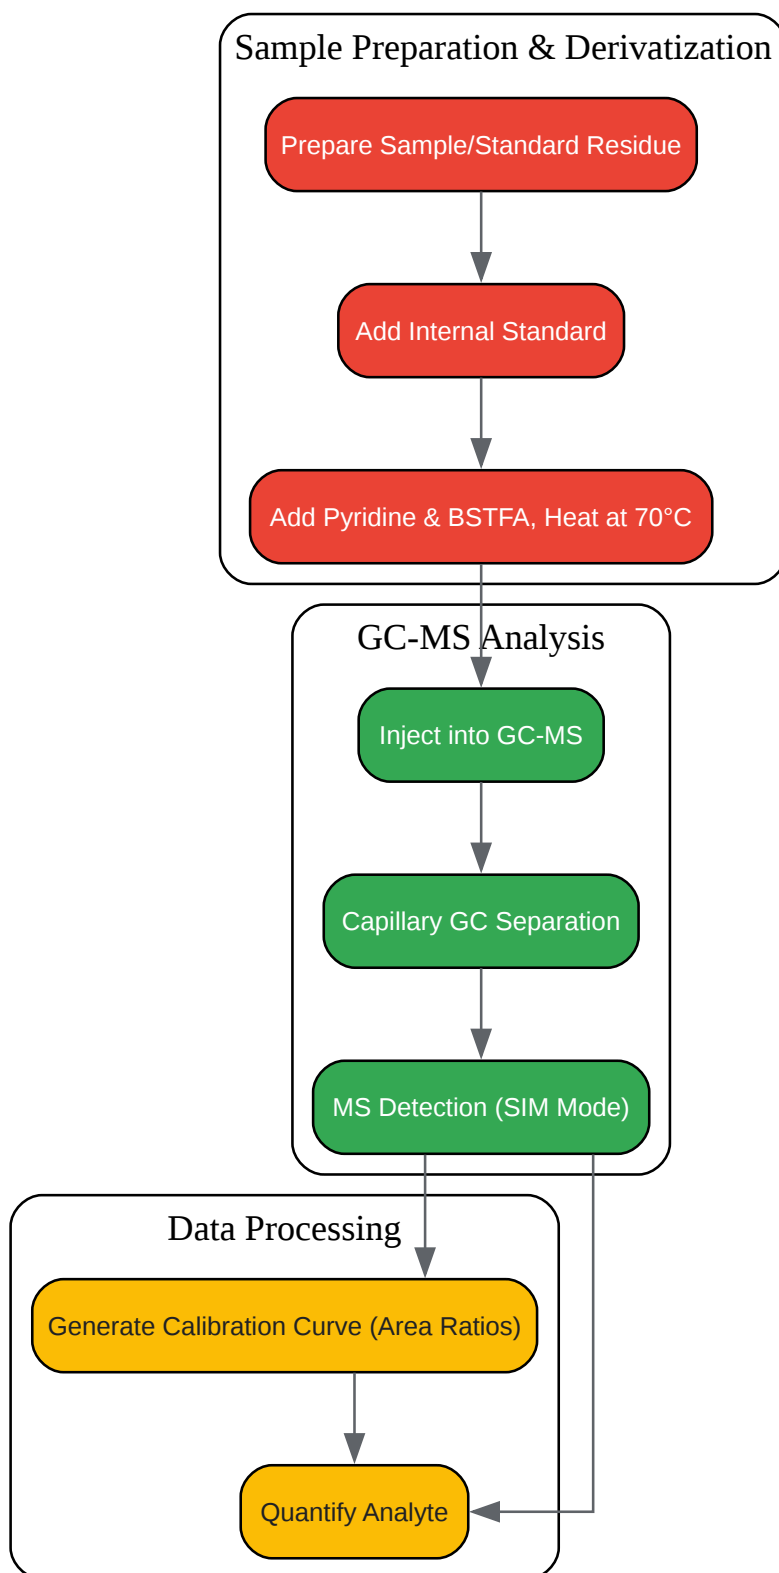 Sample Preparation & Derivatization
Prepare Sample/Standard Residue
Add Internal Standard
Add Pyridine & BSTFA, Heat at 70°C
GC-MS Analysis
Inject into GC-MS
Capillary GC Separation
MS Detection (SIM Mode)
Data Processing
Generate Calibration Curve (Area Ratios)
Quantify Analyte